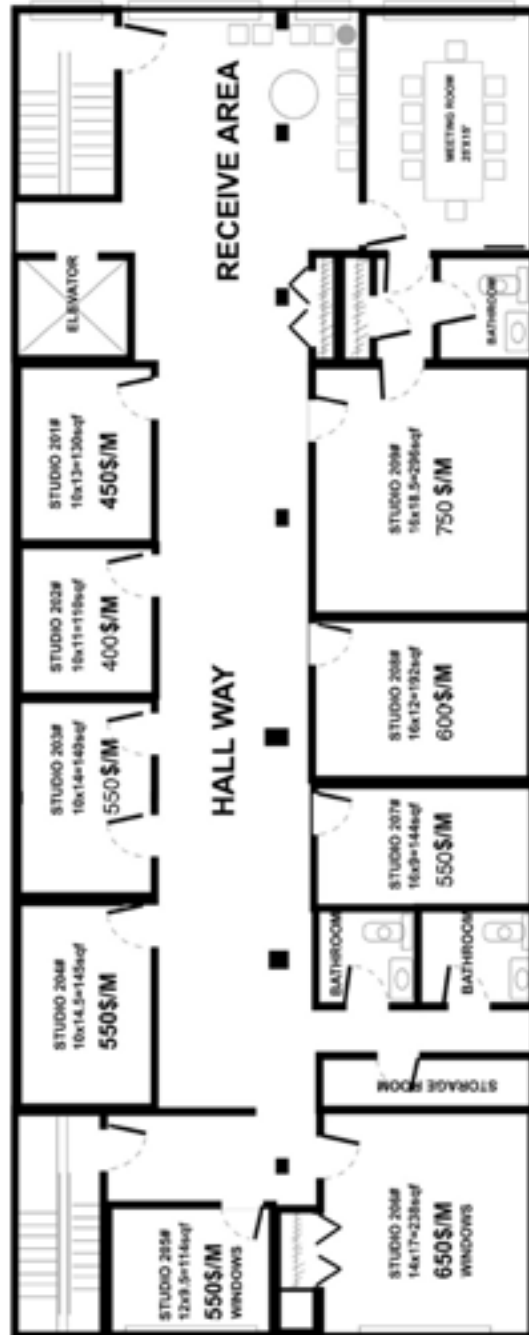 RECEIVE AREA
MEETING ROOM
25'X15'
ELEVATOR
BATHROOM
STUDIO 201#
10x13=130sqf
450$/M
STUDIO 209#
16x18.5=296sqf
750 $/M
STUDIO 202#
10x11=110sqf
400$/M
HALL WAY
STUDIO 208#
16x12=192sqf
600$/M
STUDIO 203#
10x14=140sqf
550$/M
STUDIO 207#
16x9=144sqf
550$/M
STUDIO 204#
10x14.5=145sqf
550$/M
BATHROOM
BATHROOM
STORAGE ROOM
STUDIO 205#
12x9.5=114sqf
550$/M
WINDOWS
STUDIO 206#
14x17=238sqf
650$/M
WINDOWS